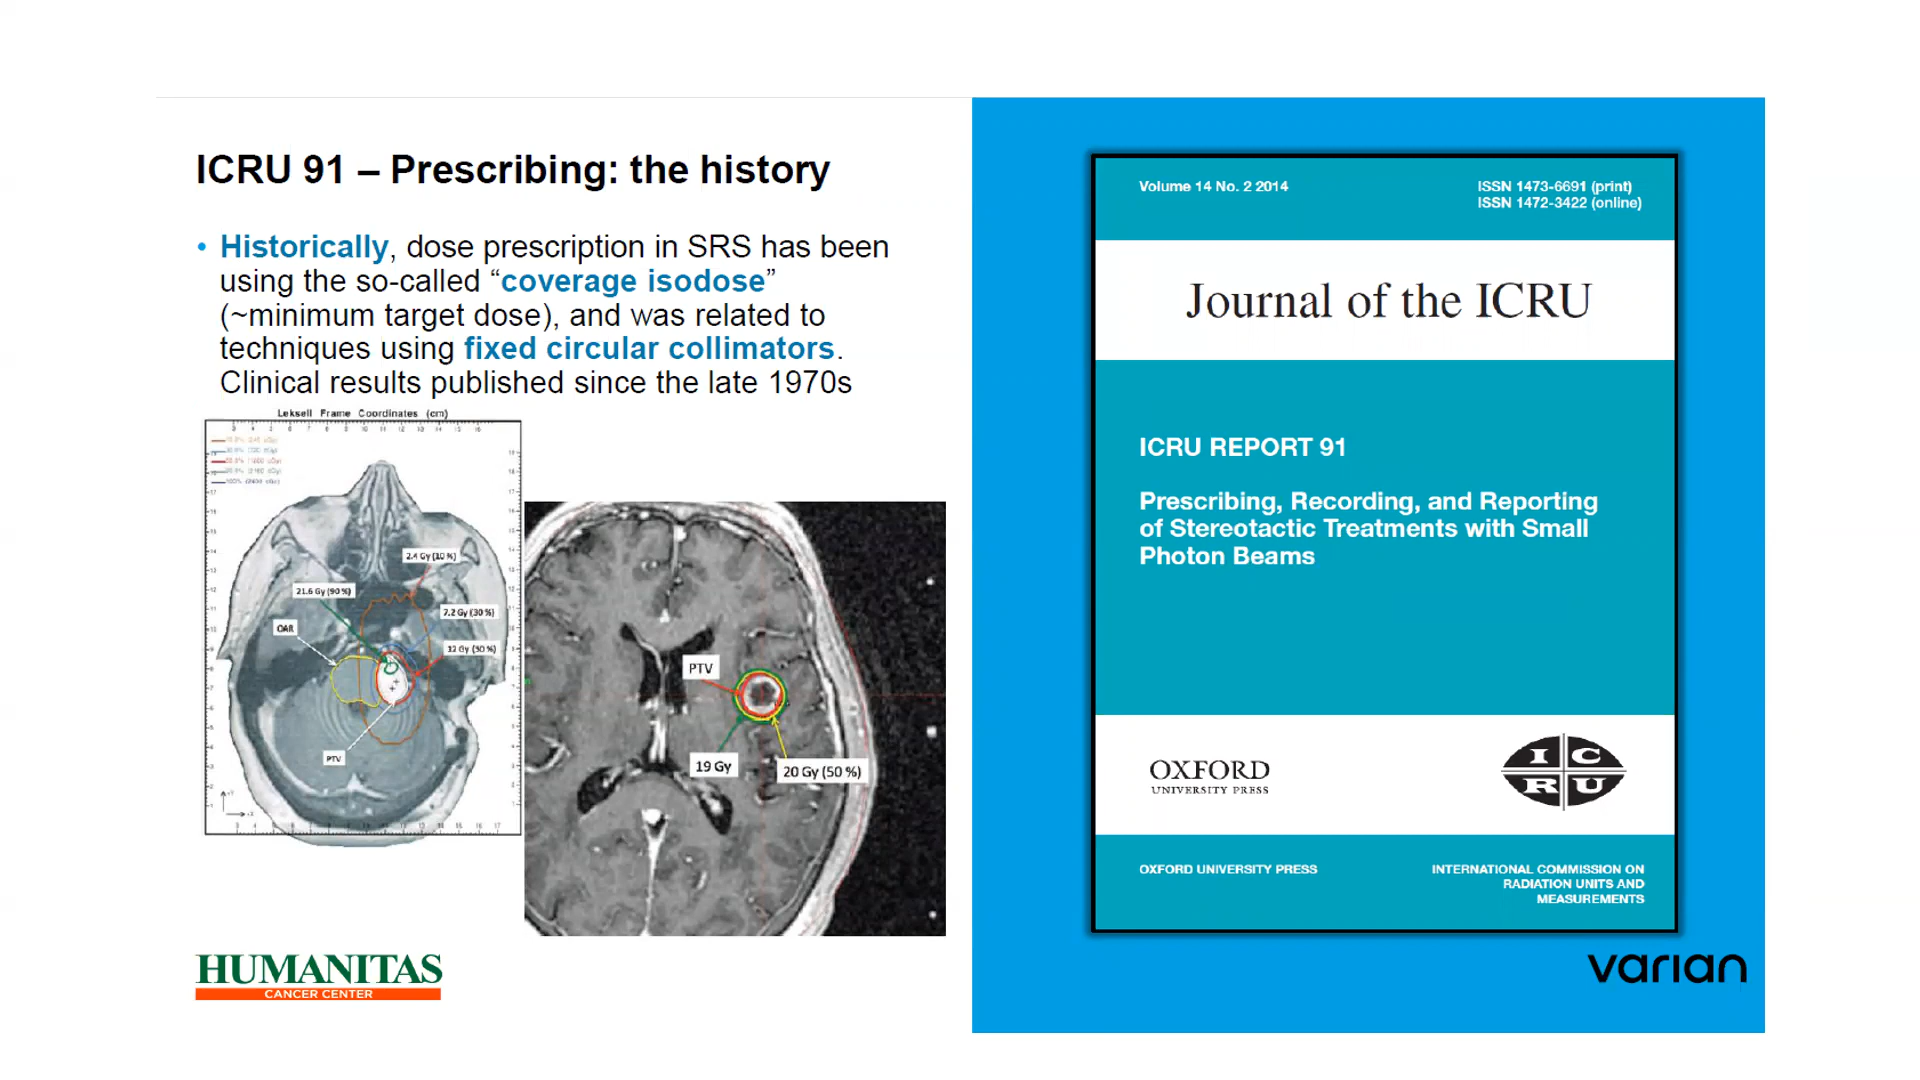 ICRU 91 – Prescribing: the history
• Historically, dose prescription in SRS has been
using the so-called “coverage isodose”
(~minimum target dose), and was related to
techniques using fixed circular collimators.
Clinical results published since the late 1970s
Leksell Frame Coordinates (cm)
2.4 Gy (10 %)
21.6 Gy (90 %)
7.2 Gy (30 %)
OAR
12 Gy (50 %)
PTV
PTV
19 Gy
20 Gy (50 %)
HUMANITAS
CANCER CENTER
Volume 14 No. 2 2014
ISSN 1473-6691 (print)
ISSN 1472-3422 (online)
Journal of the ICRU
ICRU REPORT 91
Prescribing, Recording, and Reporting
of Stereotactic Treatments with Small
Photon Beams
OXFORD
UNIVERSITY PRESS
I C
R U
OXFORD UNIVERSITY PRESS
INTERNATIONAL COMMISSION ON
RADIATION UNITS AND
MEASUREMENTS
varian